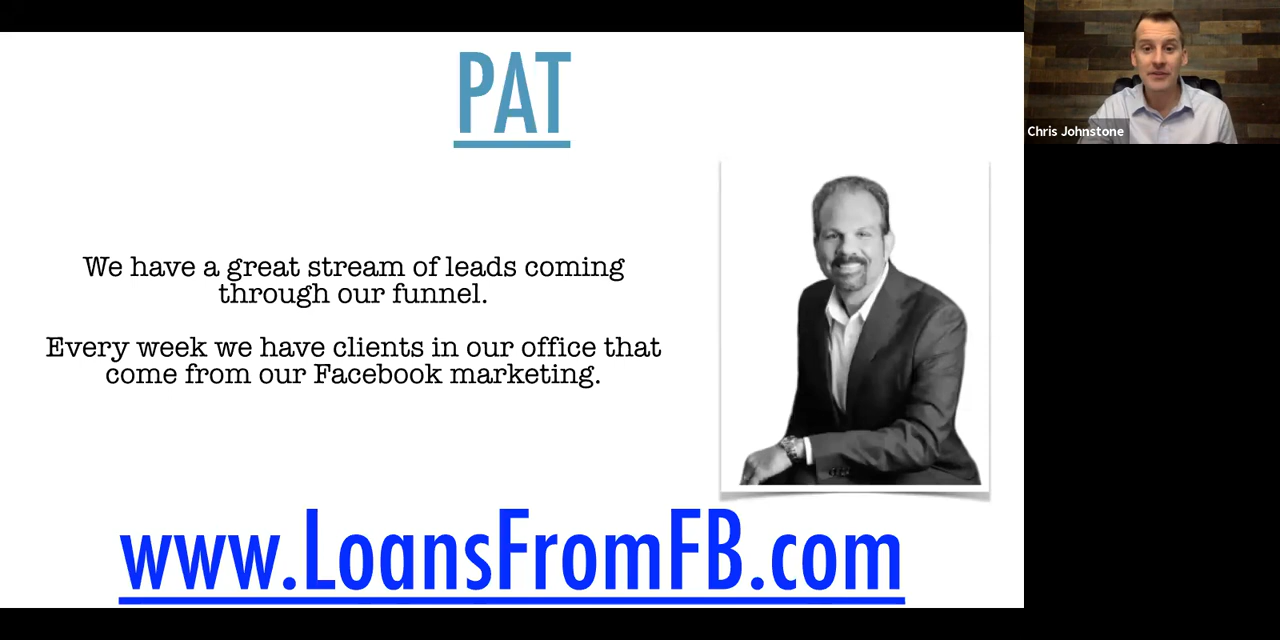 PAT
We have a great stream of leads coming
through our funnel.
Every week we have clients in our office that
come from our Facebook marketing.
www.LoansFromFB.com
Chris Johnstone